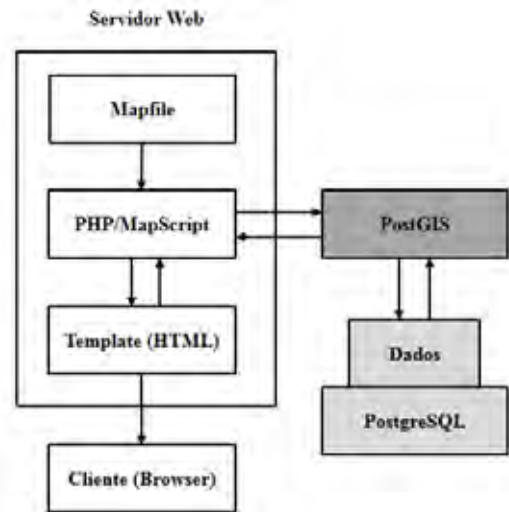 Servidor Web
Mapfile
PHP/MapScript
PostGIS
Template (HTML)
Dados
PostgreSQL
Cliente (Browser)